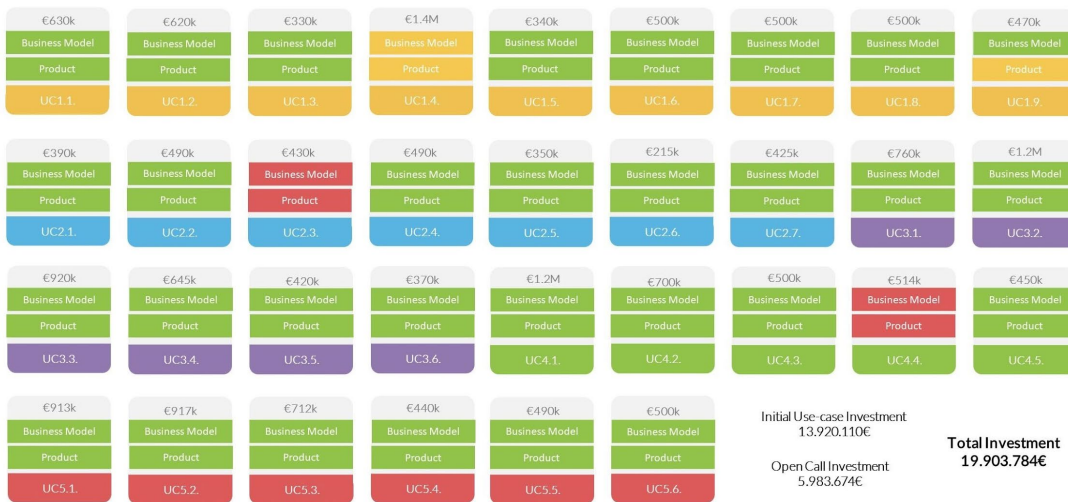 €630k €620k €330k €1.4M €340k €500k €500k €500k €470k
Business Model Business Model Business Model Business Model Business Model Business Model Business Model Business Model Business Model
Product Product Product Product Product Product Product Product Product
UC1.1. UC1.2. UC1.3. UC1.4. UC1.5. UC1.6. UC1.7. UC1.8. UC1.9.
€390k €490k €430k €490k €350k €215k €425k €760k €1.2M
Business Model Business Model Business Model Business Model Business Model Business Model Business Model Business Model Business Model
Product Product Product Product Product Product Product Product Product
UC2.1. UC2.2. UC2.3. UC2.4. UC2.5. UC2.6. UC2.7. UC3.1. UC3.2.
€920k €645k €420k €370k €1.2M €700k €500k €514k €450k
Business Model Business Model Business Model Business Model Business Model Business Model Business Model Business Model Business Model
Product Product Product Product Product Product Product Product Product
UC3.3. UC3.4. UC3.5. UC3.6. UC4.1. UC4.2. UC4.3. UC4.4. UC4.5.
€913k €917k €712k €440k €490k €500k
Business Model Business Model Business Model Business Model Business Model Business Model
Product Product Product Product Product Product
UC5.1. UC5.2. UC5.3. UC5.4. UC5.5. UC5.6.
Initial Use-case Investment
13.920.110€
Open Call Investment
5.983.674€
Total Investment
19.903.784€